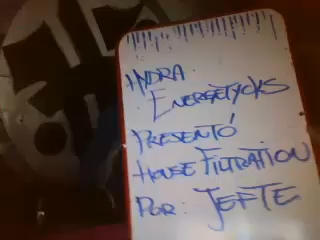 HYDRA
ENERGETYCKS
PRESENTÓ
HOUSE FILTRATION
POR: JEFTE